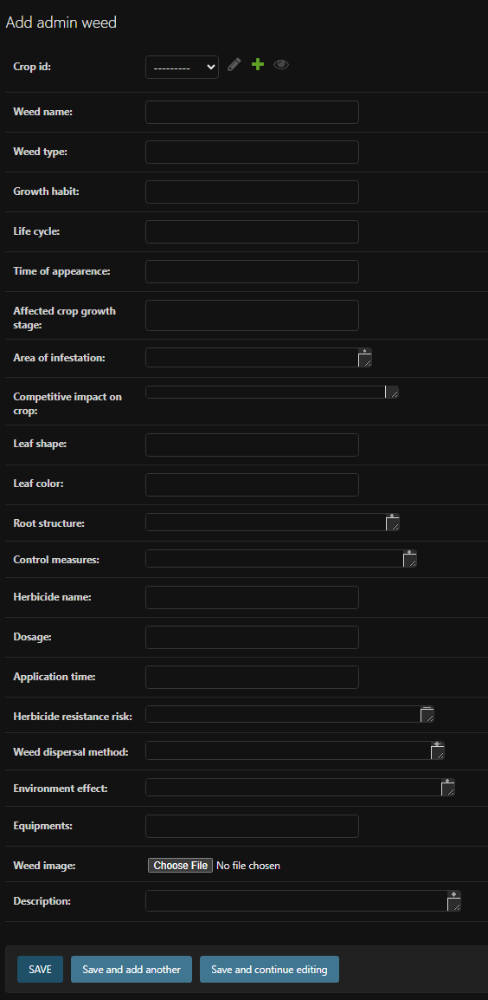 Add admin weed
Crop id:
---------
Weed name:
Weed type:
Growth habit:
Life cycle:
Time of appearence:
Affected crop growth
stage:
Area of infestation:
Competitive impact on
crop:
Leaf shape:
Leaf color:
Root structure:
Control measures:
Herbicide name:
Dosage:
Application time:
Herbicide resistance risk:
Weed dispersal method:
Environment effect:
Equipments:
Weed image:
Choose File No file chosen
Description:
SAVE Save and add another Save and continue editing